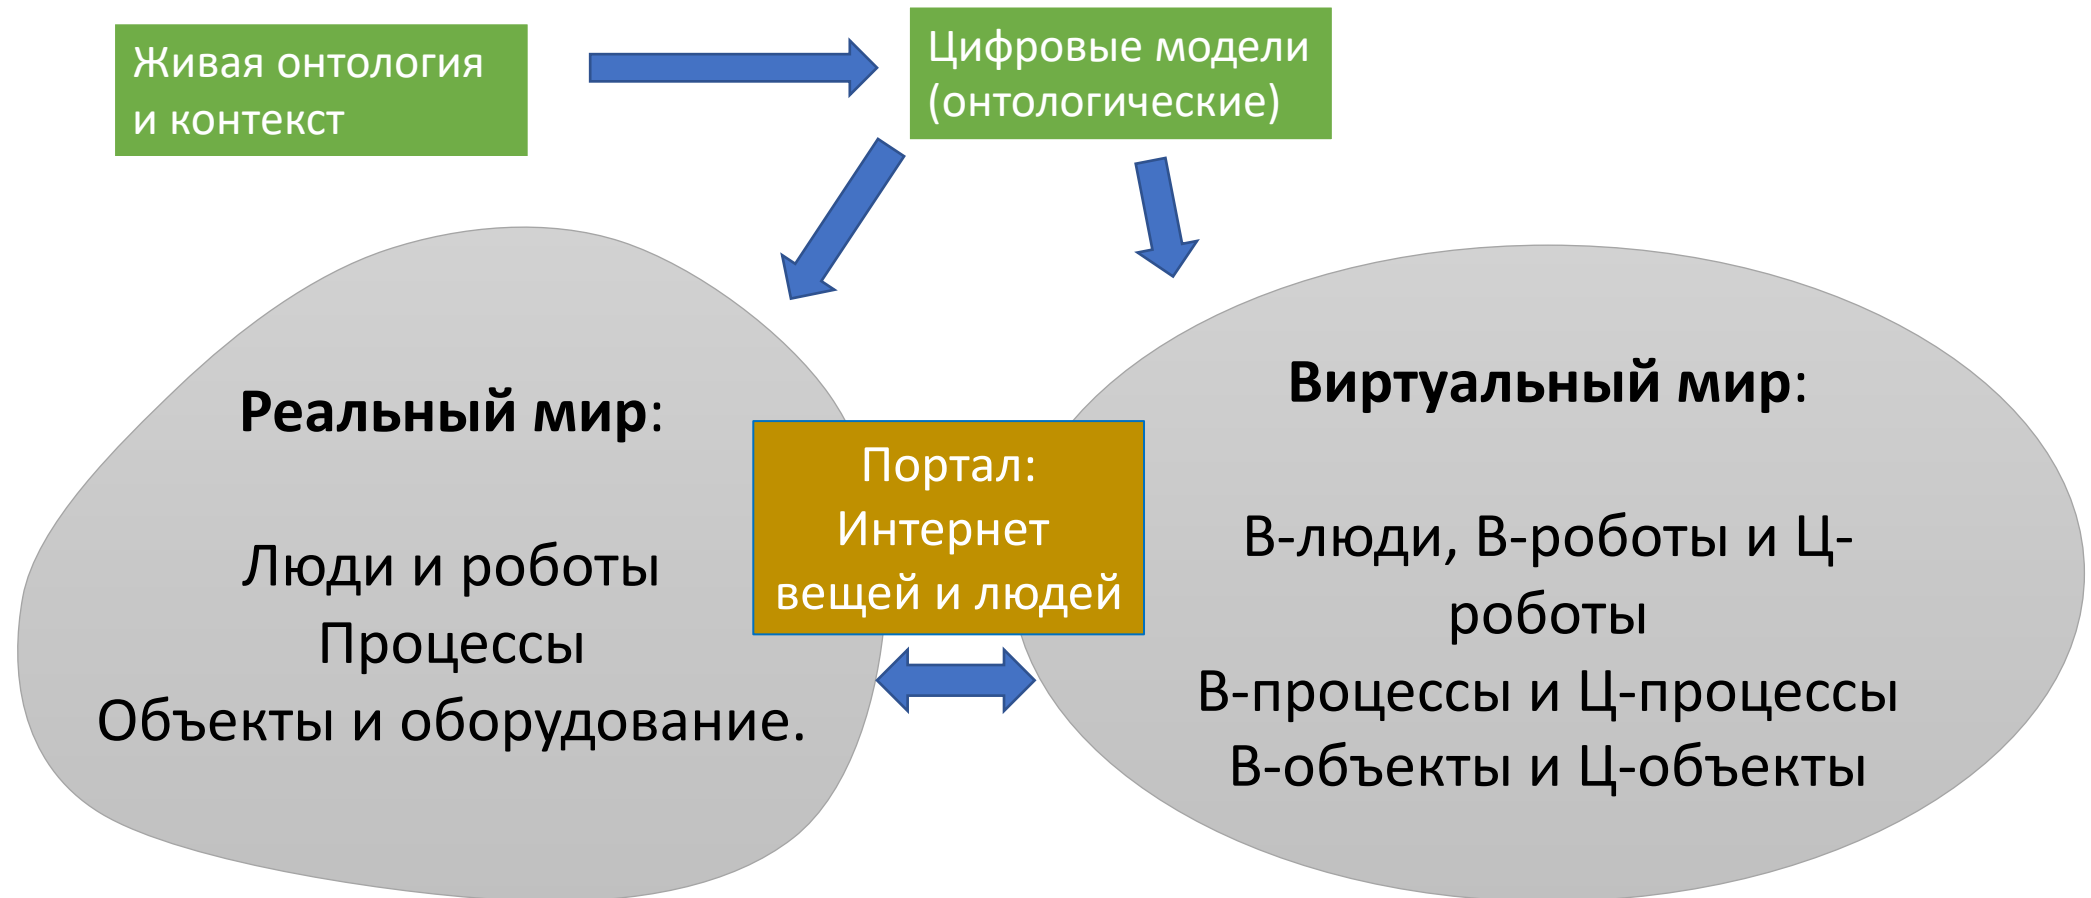 Живая онтология
и контекст
Цифровые модели
(онтологические)
Реальный мир:
Люди и роботы
Процессы
Объекты и оборудование.
Портал:
Интернет
вещей и людей
Виртуальный мир:
В-люди, В-роботы и Ц-
роботы
В-процессы и Ц-процессы
В-объекты и Ц-объекты